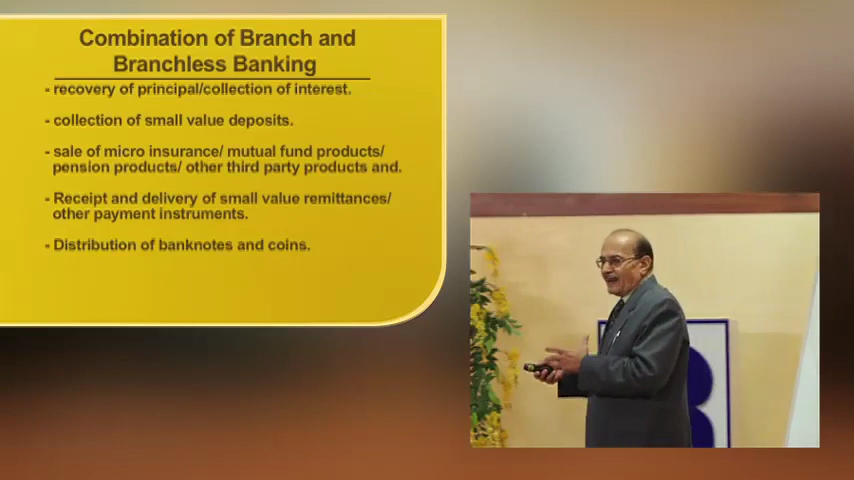 Combination of Branch and
Branchless Banking
- recovery of principal/collection of interest.
- collection of small value deposits.
- sale of micro insurance/ mutual fund products/
pension products/ other third party products and.
- Receipt and delivery of small value remittances/
other payment instruments.
- Distribution of banknotes and coins.